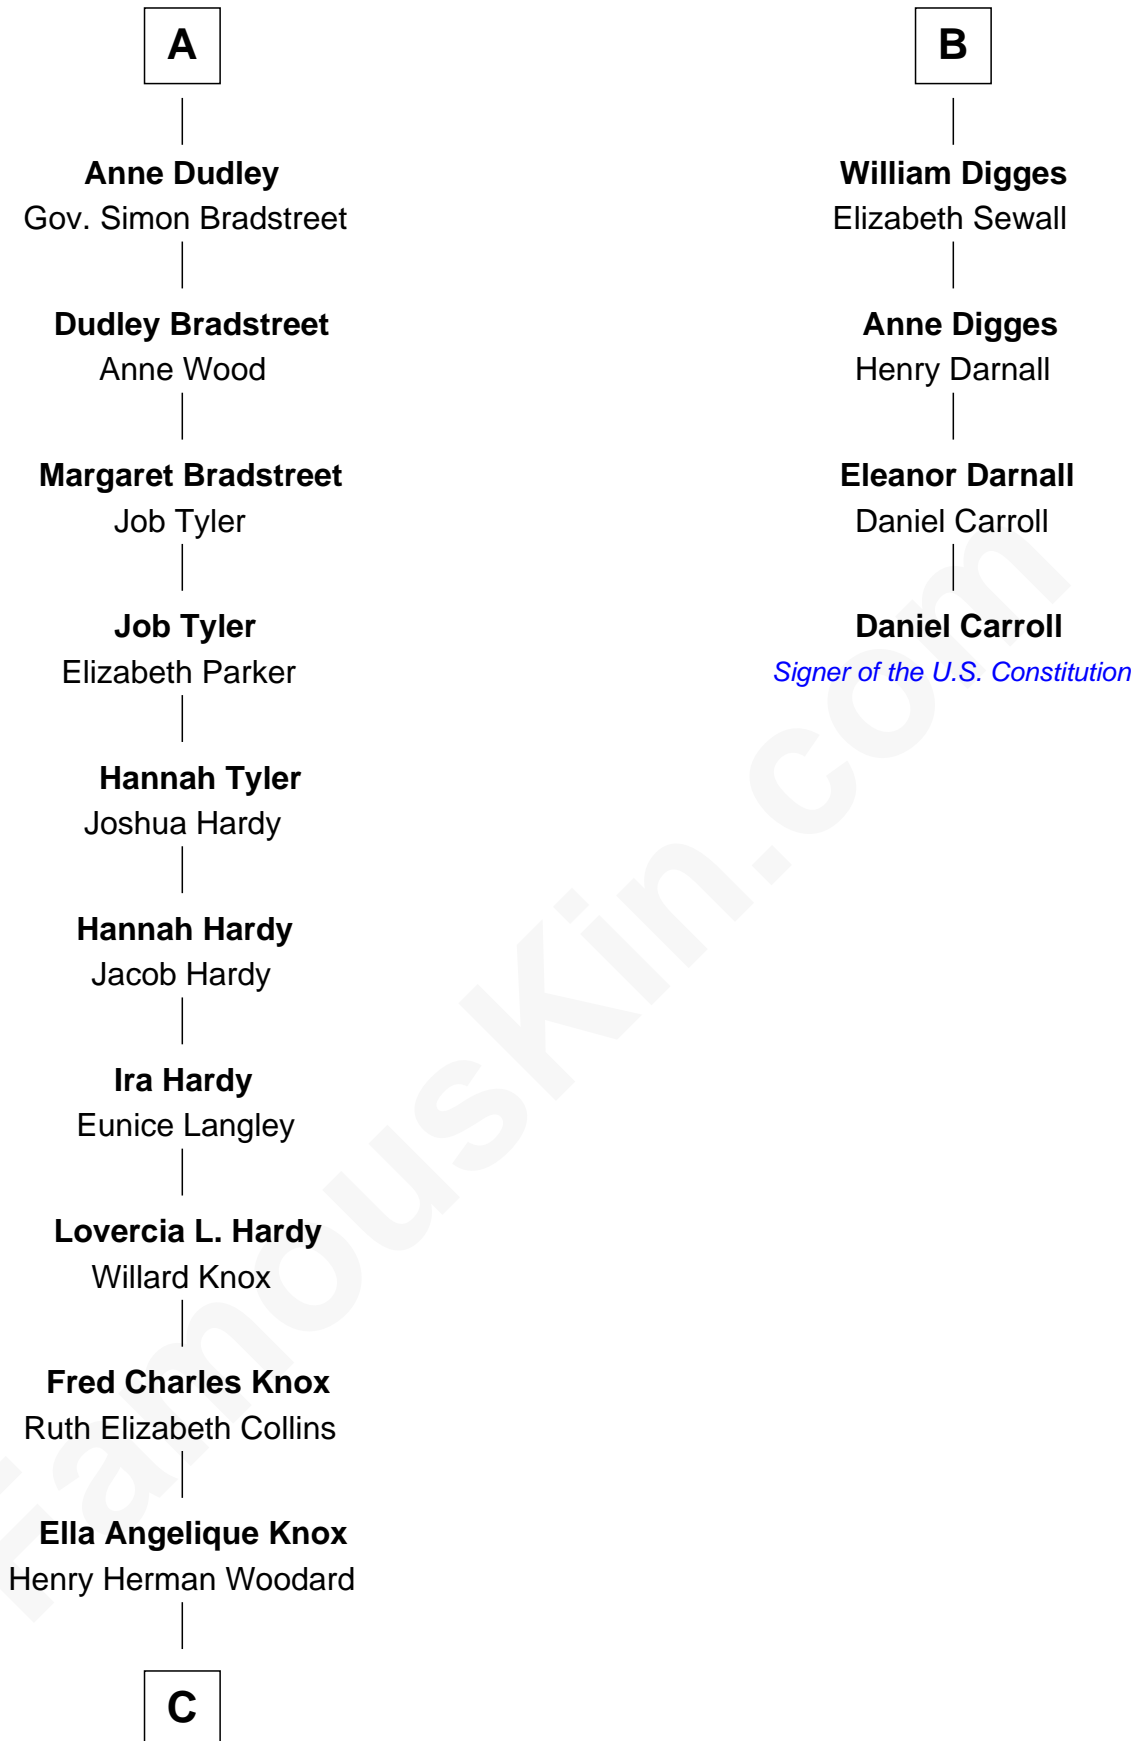 A
Anne Dudley
Gov. Simon Bradstreet
Dudley Bradstreet
Anne Wood
Margaret Bradstreet
Job Tyler
Job Tyler
Elizabeth Parker
Hannah Tyler
Joshua Hardy
Hannah Hardy
Jacob Hardy
Ira Hardy
Eunice Langley
Lovercia L. Hardy
Willard Knox
Fred Charles Knox
Ruth Elizabeth Collins
Ella Angelique Knox
Henry Herman Woodard
C
B
William Digges
Elizabeth Sewall
Anne Digges
Henry Darnall
Eleanor Darnall
Daniel Carroll
Daniel Carroll
Signer of the U.S. Constitution
FamousKin.com